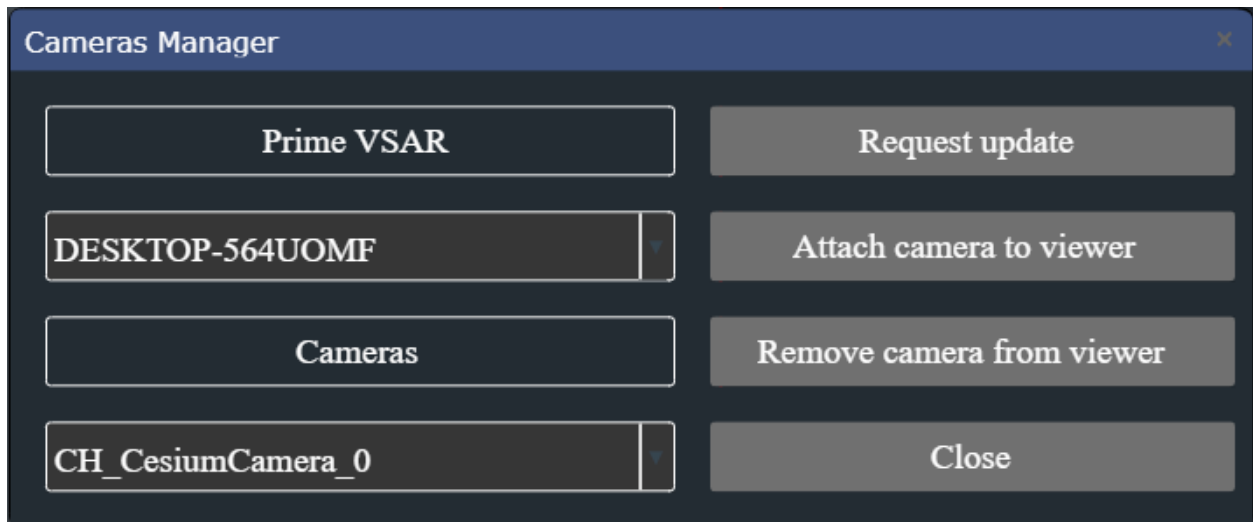 Cameras Manager
Prime VSAR
Request update
DESKTOP-564UOMF
Attach camera to viewer
Cameras
Remove camera from viewer
CH_CesiumCamera_0
Close